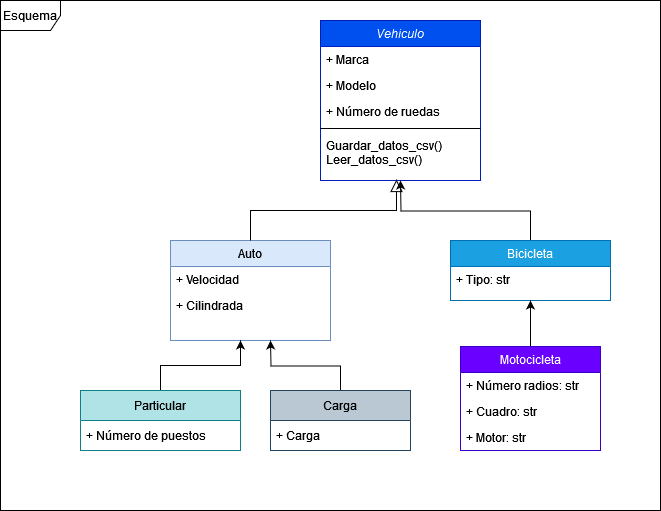 Esquema
Vehiculo
+ Marca
+ Modelo
+ Número de ruedas
Guardar_datos_csv()
Leer_datos_csv()
Auto
+ Velocidad
+ Cilindrada
Bicicleta
+ Tipo: str
Motocicleta
+ Número radios: str
+ Cuadro: str
+ Motor: str
Particular
+ Número de puestos
Carga
+ Carga